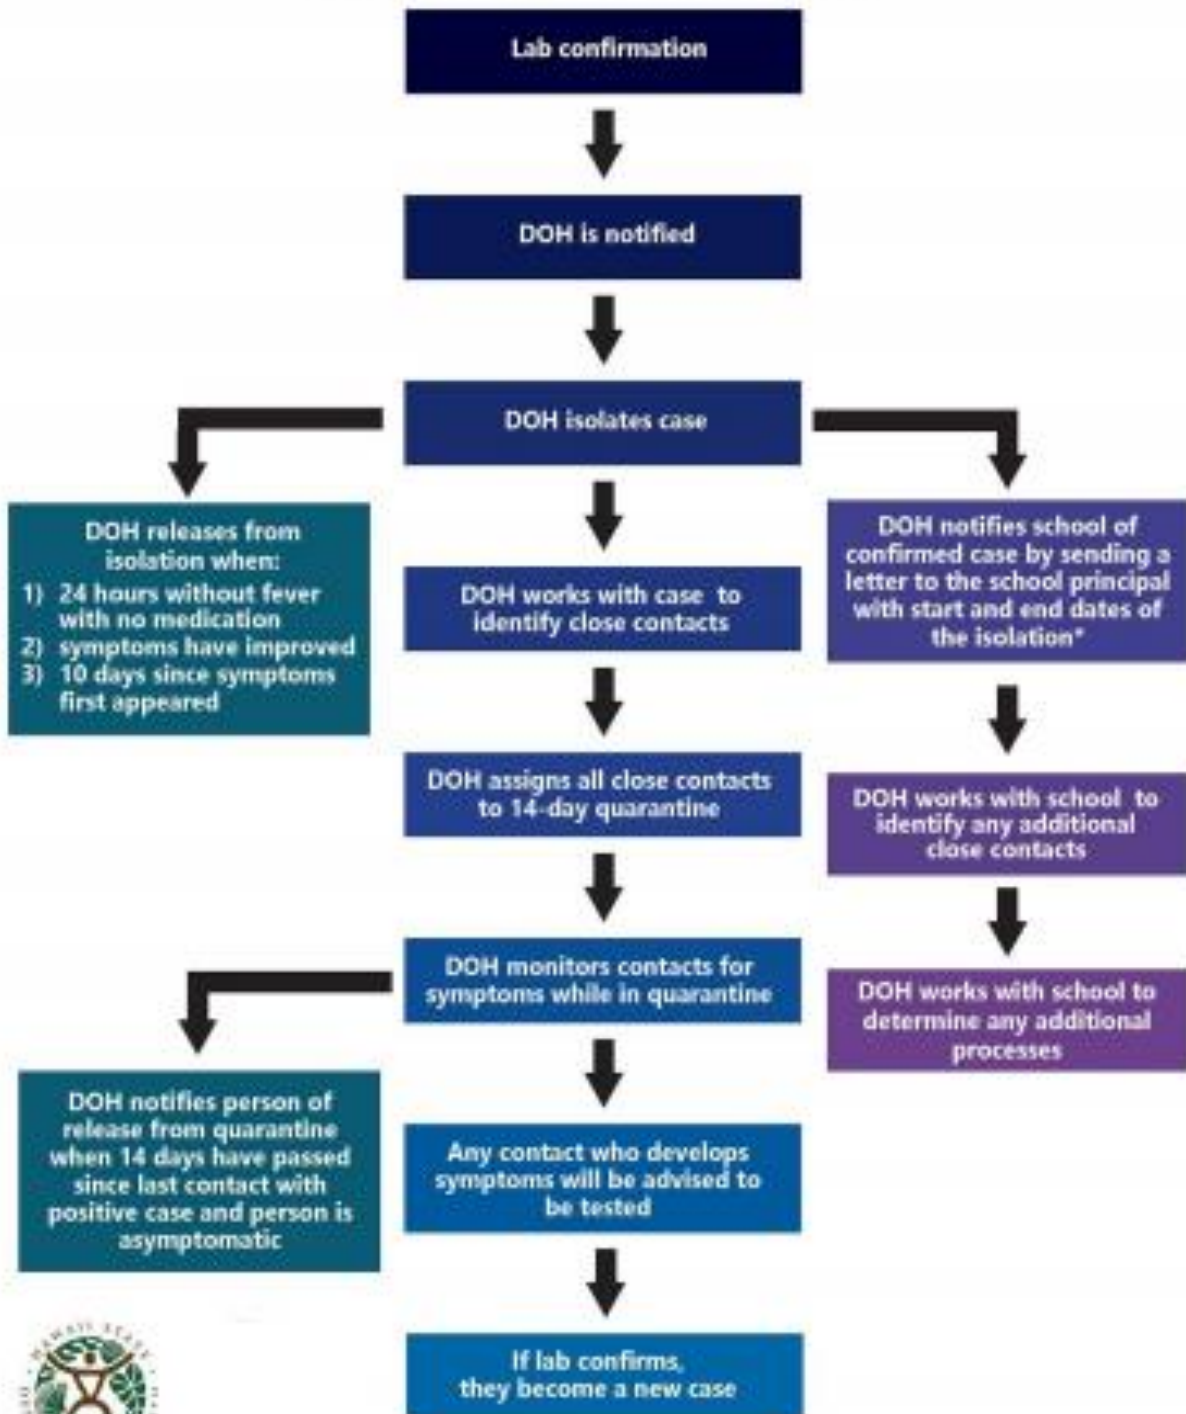 Lab confirmation
DOH is notified
DOH isolates case
DOH releases from
isolation when:
1) 24 hours without fever
with no medication
2) symptoms have improved
3) 10 days since symptoms
first appeared
DOH works with case to
identify close contacts
DOH notifies school of
confirmed case by sending a
letter to the school principal
with start and end dates of
the isolation*
DOH assigns all close contacts
to 14-day quarantine
DOH works with school to
identify any additional
close contacts
DOH monitors contacts for
symptoms while in quarantine
DOH works with school to
determine any additional
processes
DOH notifies person of
release from quarantine
when 14 days have passed
since last contact with
positive case and person is
asymptomatic
Any contact who develops
symptoms will be advised to
be tested
If lab confirms,
they become a new case
HAWAII STATE